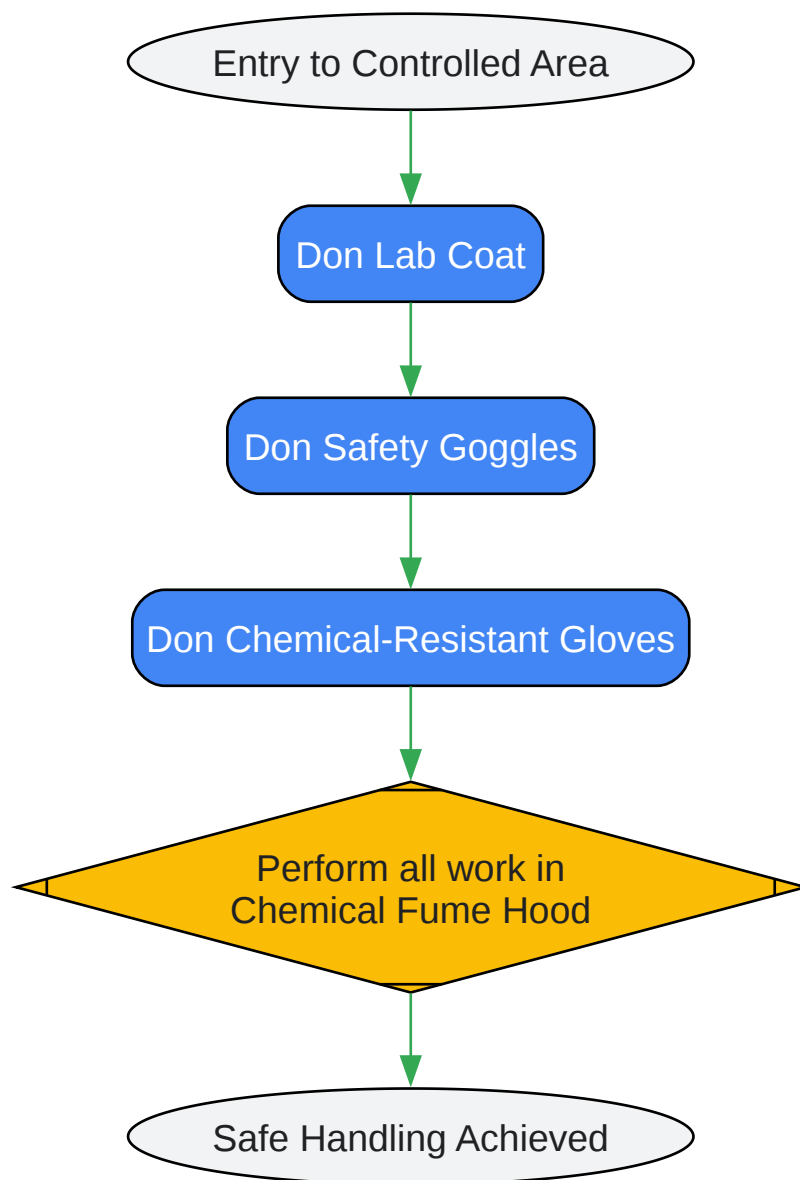 Entry to Controlled Area
Don Lab Coat
Don Safety Goggles
Don Chemical-Resistant Gloves
Perform all work in
Chemical Fume Hood
Safe Handling Achieved